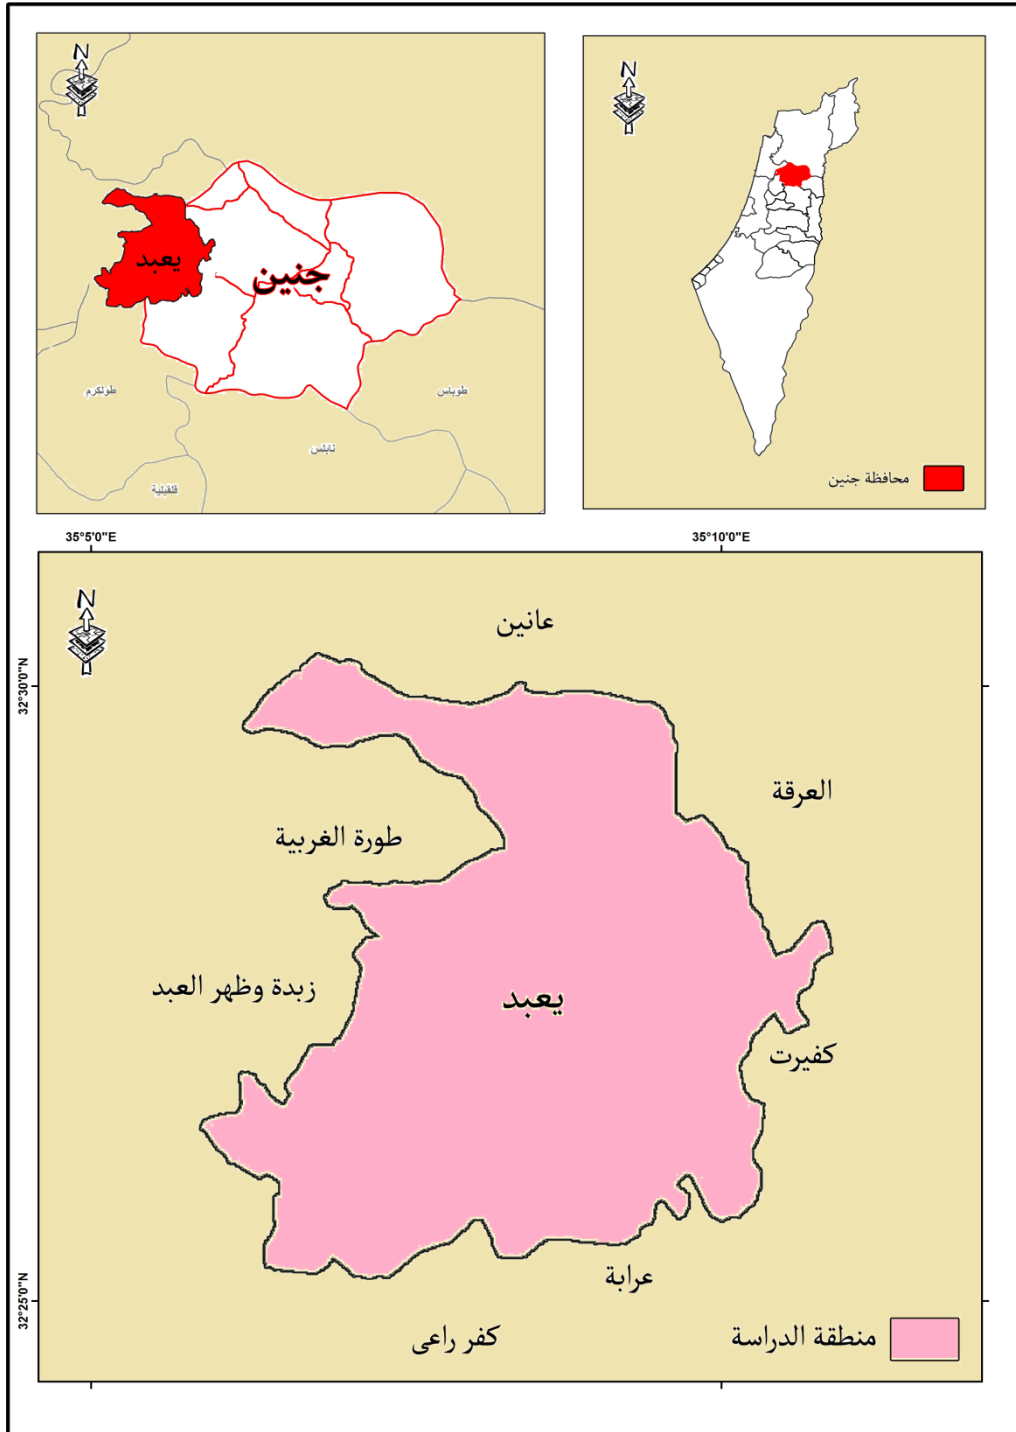 N
يعبد
جنين
طولكرم
طوباس
نابلس
قلقيلية
N
محافظة جنين
35°5'0"E
35°10'0"E
N
عانين
32°30'0"N
العرقة
طورة الغربية
زبدة وظهر العبد
يعبد
كفيرت
عرابة
32°25'0"N
كفر راعى
منطقة الدراسة